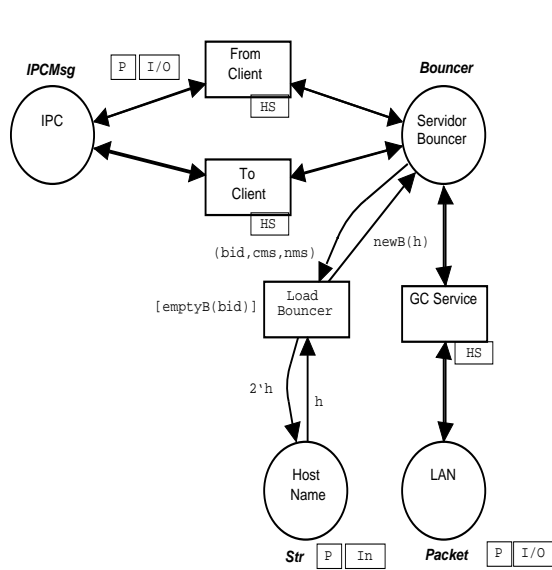 From
Client
P I/O
IPCMsg
Bouncer
HS
IPC
Servidor
Bouncer
To
Client
HS
newB(h)
(bid,cms,nms)
[emptyB(bid)]
Load
Bouncer
GC Service
HS
2'h
h
Host
Name
LAN
Str P In
Packet P I/O